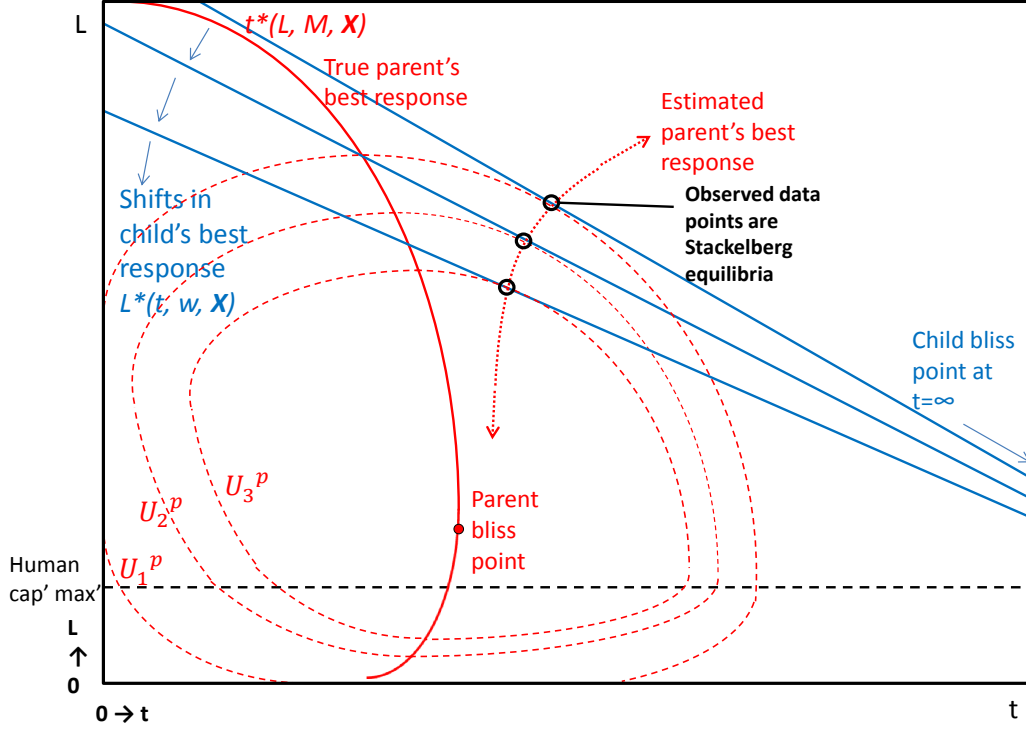 L
t*(L, M, X)
True parent's
best response
Estimated
parent's best
response
Observed data
points are
Stackelberg
equilibria
Shifts in
child's best
response
L*(t, w, X)
Child bliss
point at
t=∞
U₃ᵖ
U₂ᵖ
U₁ᵖ
Parent
bliss
point
Human
cap' max'
L
↑
0
0 → t
t